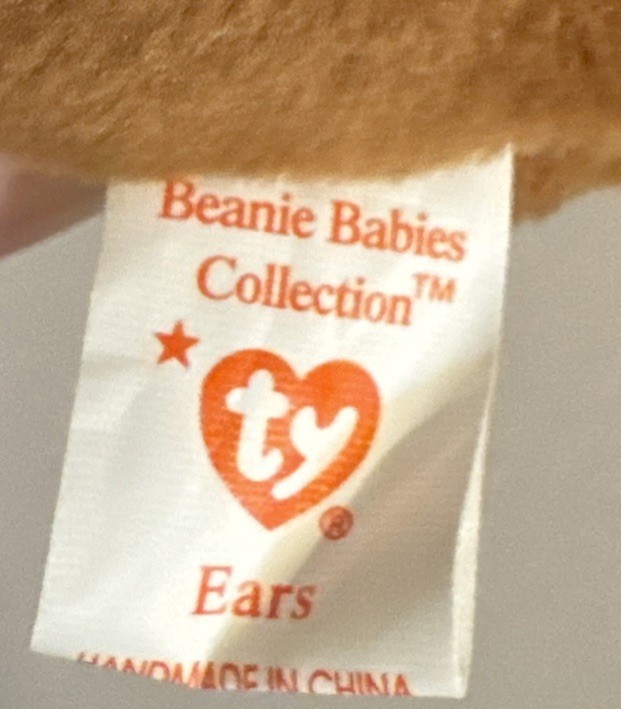 Beanie Babies
Collection™
ty®
Ears
HANDMADE IN CHINA